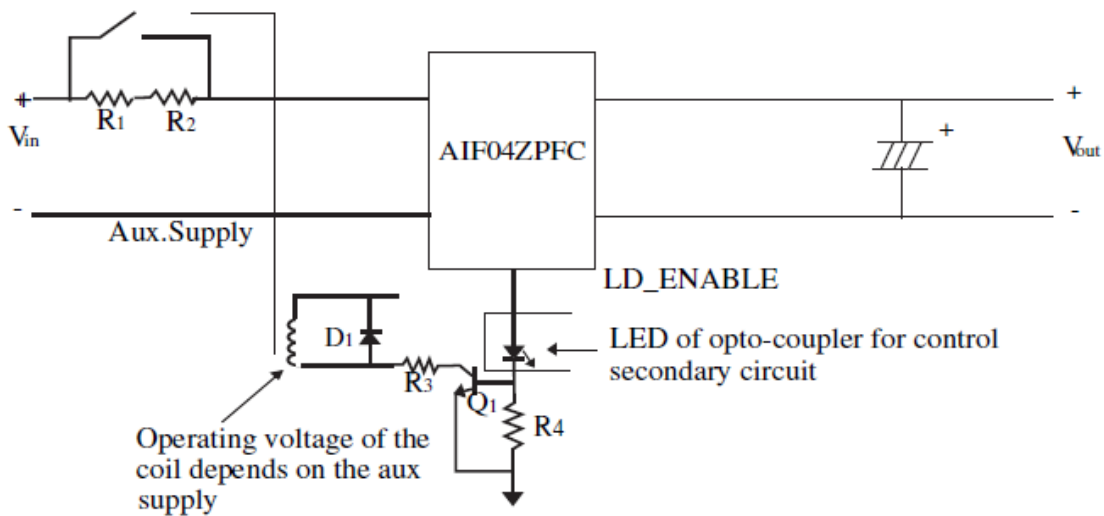 +
R1
R2
Vin
-
Aux.Supply
AIF04ZPFC
+
+
Vout
-
LD_ENABLE
D1
R3
Q1
R4
LED of opto-coupler for control
secondary circuit
Operating voltage of the
coil depends on the aux
supply